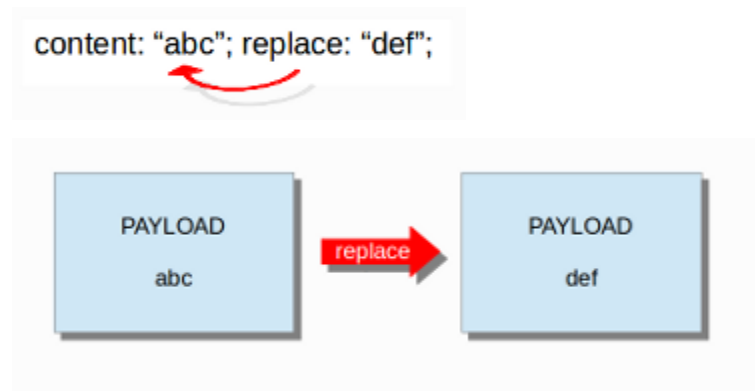 content: “abc”; replace: “def”;
PAYLOAD
abc
replace
PAYLOAD
def